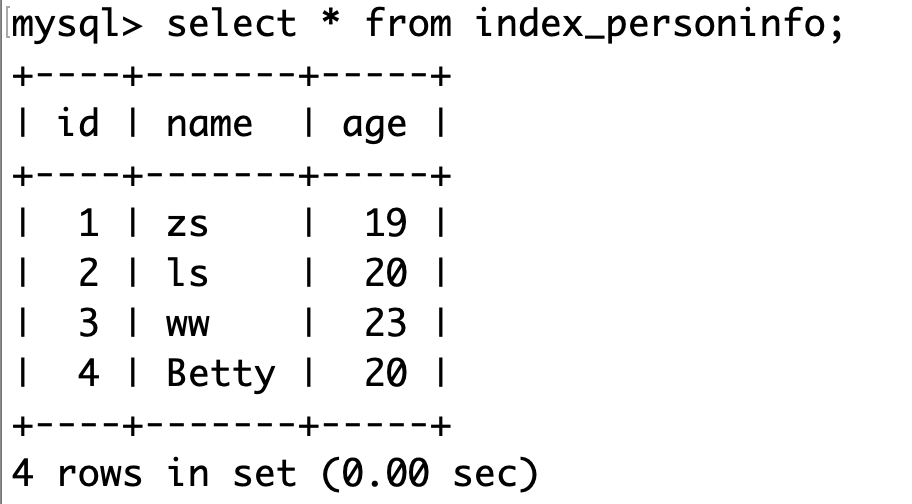 mysql> select * from index_personinfo;
+----+-------+-----+
| id | name  | age |
+----+-------+-----+
|  1 | zs    |  19 |
|  2 | ls    |  20 |
|  3 | ww    |  23 |
|  4 | Betty |  20 |
+----+-------+-----+
4 rows in set (0.00 sec)